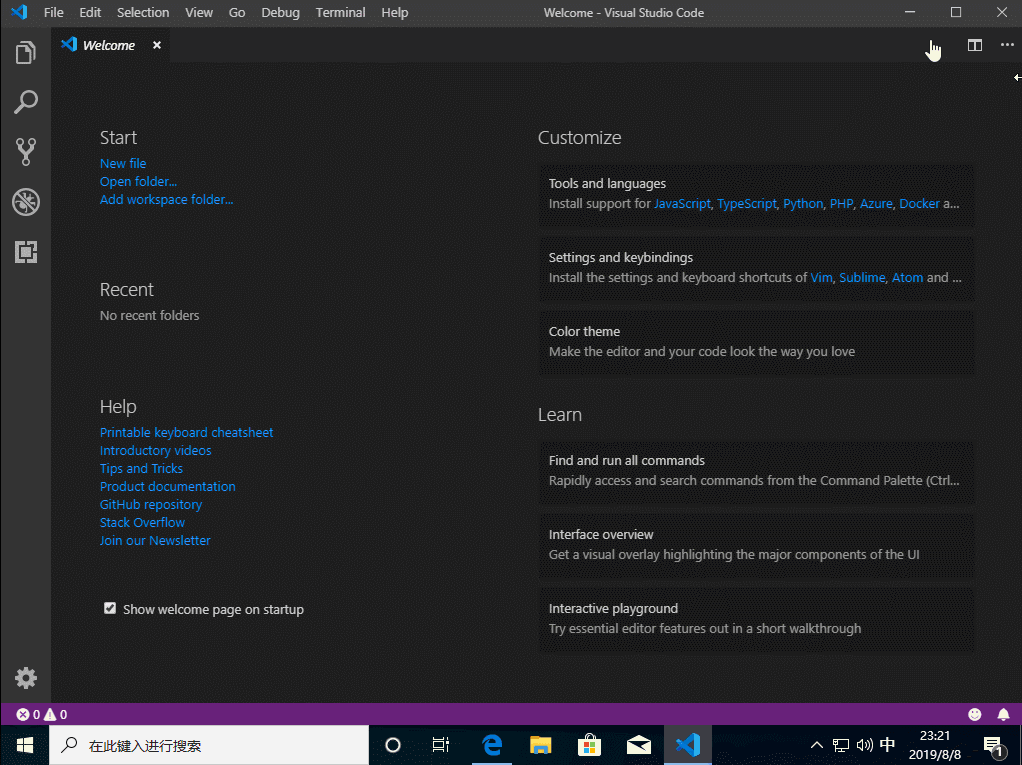 File Edit Selection View Go Debug Terminal Help Welcome - Visual Studio Code
Welcome
Start
New file
Open folder...
Add workspace folder...
Recent
No recent folders
Help
Printable keyboard cheatsheet
Introductory videos
Tips and Tricks
Product documentation
GitHub repository
Stack Overflow
Join our Newsletter
Show welcome page on startup
Customize
Tools and languages
Install support for JavaScript, TypeScript, Python, PHP, Azure, Docker a...
Settings and keybindings
Install the settings and keyboard shortcuts of Vim, Sublime, Atom and ...
Color theme
Make the editor and your code look the way you love
Learn
Find and run all commands
Rapidly access and search commands from the Command Palette (Ctrl...
Interface overview
Get a visual overlay highlighting the major components of the UI
Interactive playground
Try essential editor features out in a short walkthrough
0 0
在此键入进行搜索
中
23:21
2019/8/8
1